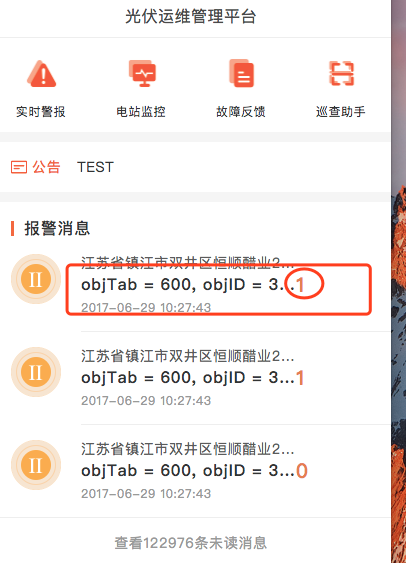 光伏运维管理平台
实时警报 电站监控 故障反馈 巡查助手
公告 TEST
报警消息
江苏省镇江市双井区恒顺醋业2...
II objTab = 600, objID = 3...1
2017-06-29 10:27:43
江苏省镇江市双井区恒顺醋业2...
II objTab = 600, objID = 3...1
2017-06-29 10:27:43
江苏省镇江市双井区恒顺醋业2...
II objTab = 600, objID = 3...0
2017-06-29 10:27:43
查看122976条未读消息